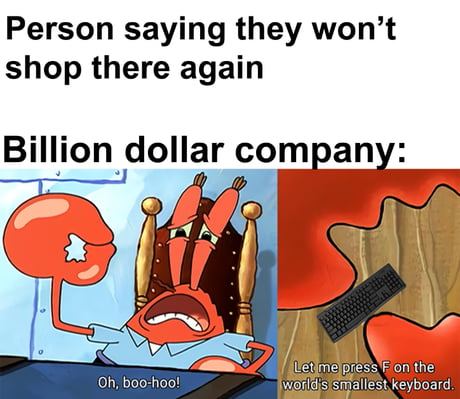 Person saying they won’t
shop there again
Billion dollar company:
Oh, boo-hoo!
Let me press F on the
world's smallest keyboard.